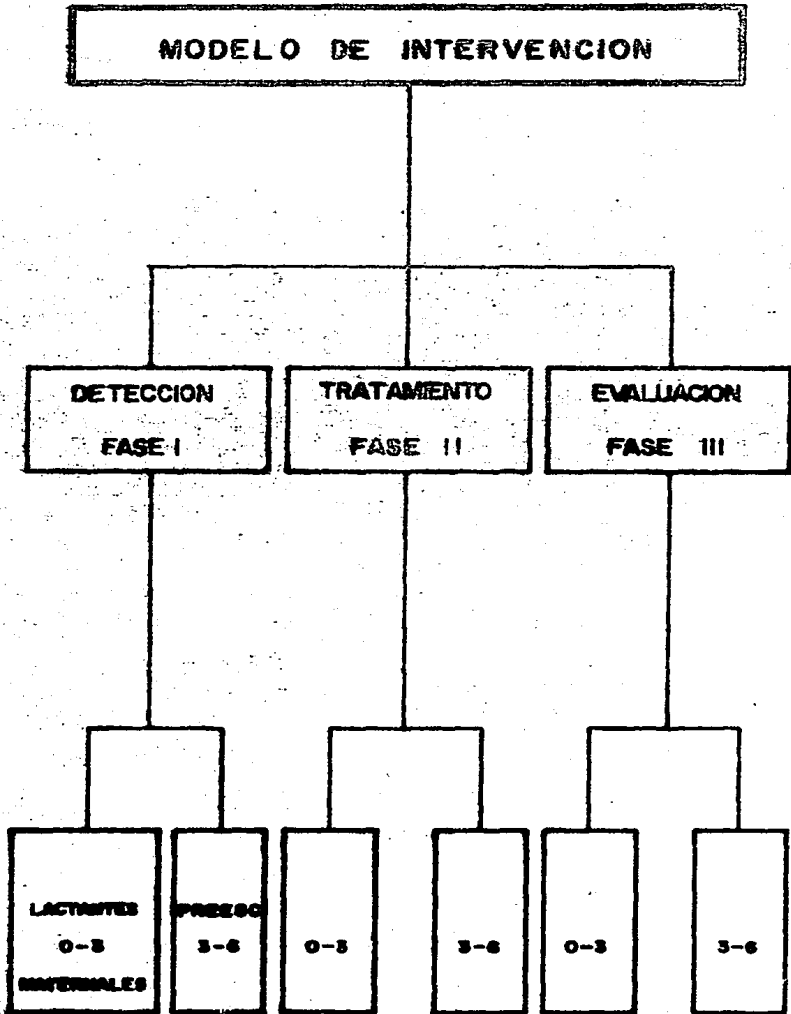 MODELO DE INTERVENCION
DETECCION
FASE I
TRATAMIENTO
FASE II
EVALUACION
FASE III
LACTANTES
0-3
MATERNALES
PREESC
3-6
0-3
3-6
0-3
3-6